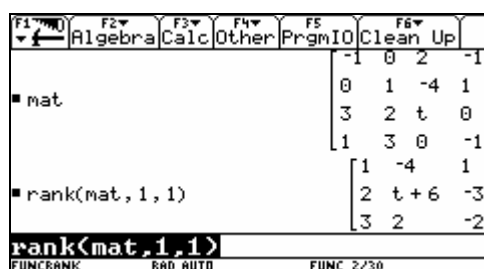 F1 F2 F3 F4 F5 F6
Algebra Calc Other PrgmIO Clean Up
-1 0 2 -1
mat
0 1 -4 1
3 2 t 0
1 3 0 -1
1 -4 1
rank(mat,1,1)
2 t + 6 -3
3 2 -2
rank(mat,1,1)
FUNCRANK RAD AUTO FUNC 2/30